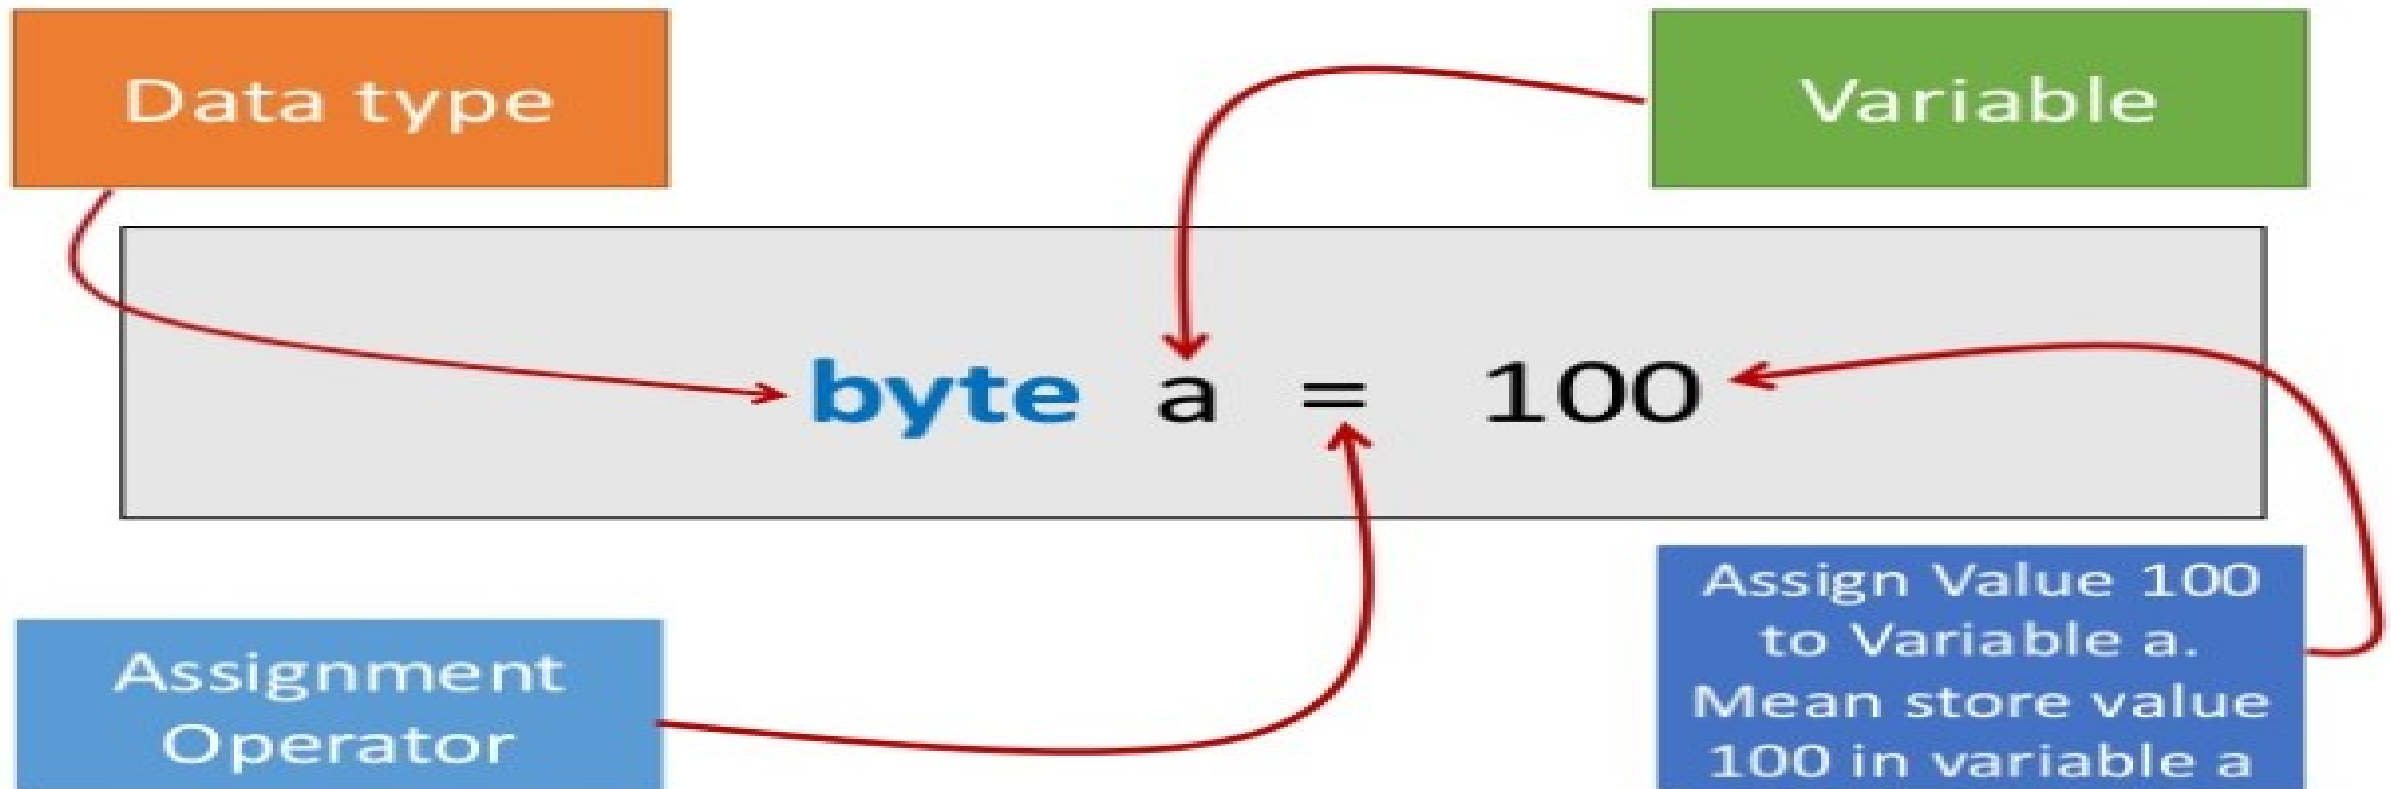 Data type
Variable
byte a = 100
Assignment
Operator
Assign Value 100
to Variable a.
Mean store value
100 in variable a